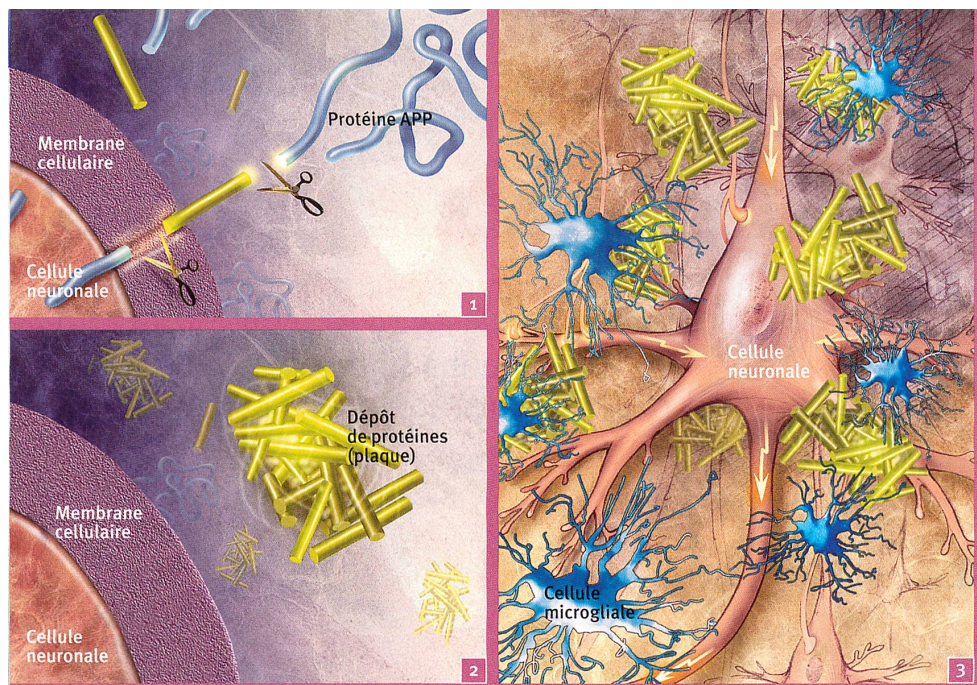 Protéine APP
Membrane
cellulaire
Cellule
neuronale
1
Dépôt
de protéines
(plaque)
Membrane
cellulaire
Cellule
neuronale
2
Cellule
neuronale
Cellule
microgliale
3